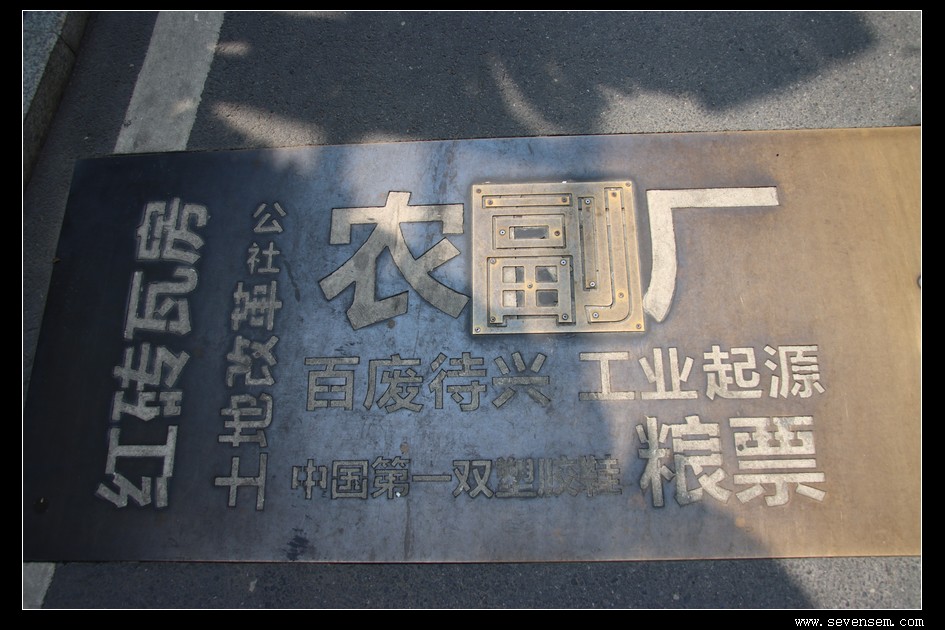 农副厂
百废待兴 工业起源
中国第一双塑胶鞋
粮票
公社
土地改革
红砖瓦房
www.sevensem.com